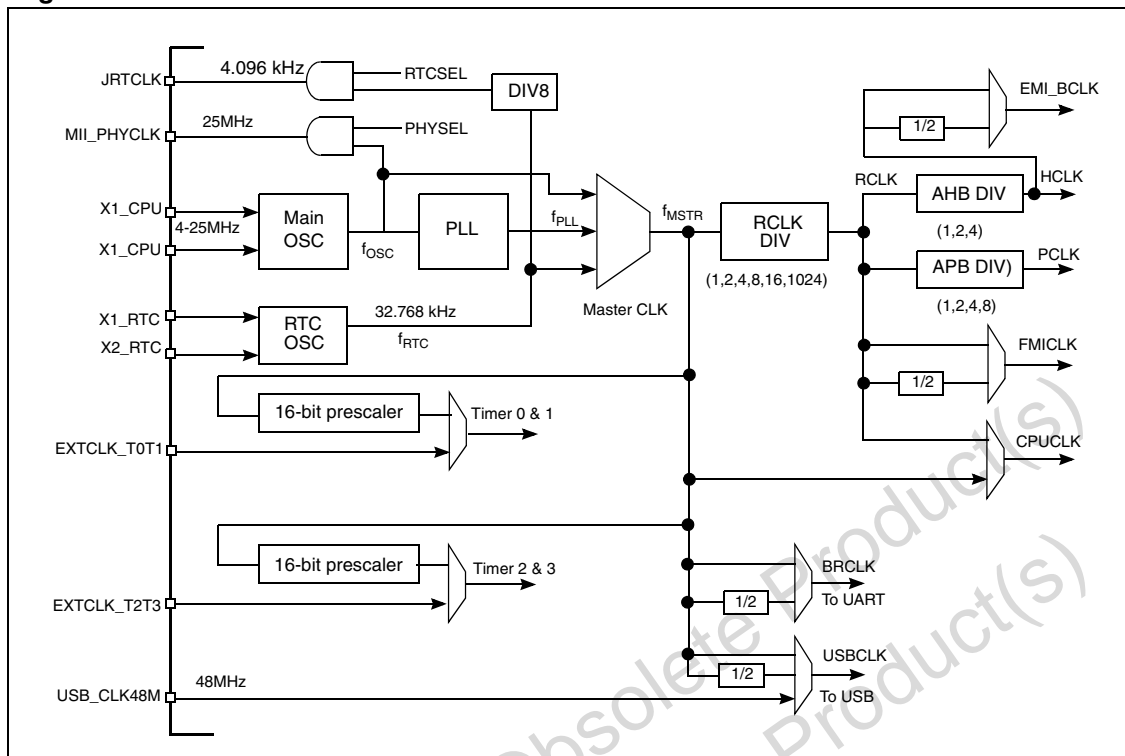 4.096 kHz
JRTCLK
RTCSEL
DIV8
EMI_BCLK
25MHz
MII_PHYCLK
PHYSEL
1/2
RCLK
HCLK
X1_CPU
4-25MHz
X1_CPU
Main
OSC
fOSC
PLL
fPLL
fMSTR
RCLK
DIV
AHB DIV
(1,2,4)
PCLK
APB DIV)
(1,2,4,8,16,1024)
(1,2,4,8)
Master CLK
X1_RTC
X2_RTC
RTC
OSC
32.768 kHz
fRTC
FMICLK
1/2
16-bit prescaler
Timer 0 & 1
EXTCLK_T0T1
CPUCLK
16-bit prescaler
Timer 2 & 3
EXTCLK_T2T3
BRCLK
1/2
To UART
USBCLK
1/2
To USB
USB_CLK48M
48MHz
Obsolete Product(s)
Product(s)